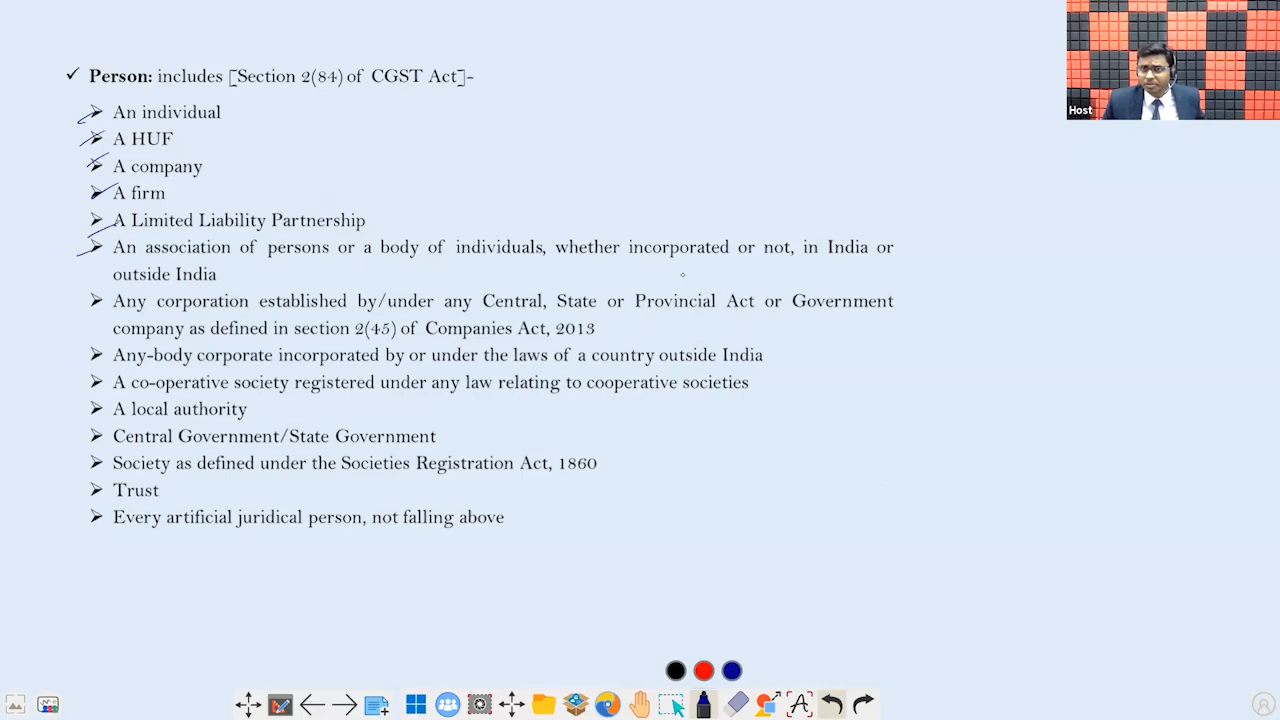 Person: includes [Section 2(84) of CGST Act]-
An individual
A HUF
A company
A firm
A Limited Liability Partnership
An association of persons or a body of individuals, whether incorporated or not, in India or
outside India
Any corporation established by/under any Central, State or Provincial Act or Government
company as defined in section 2(45) of Companies Act, 2013
Any-body corporate incorporated by or under the laws of a country outside India
A co-operative society registered under any law relating to cooperative societies
A local authority
Central Government/State Government
Society as defined under the Societies Registration Act, 1860
Trust
Every artificial juridical person, not falling above
Host